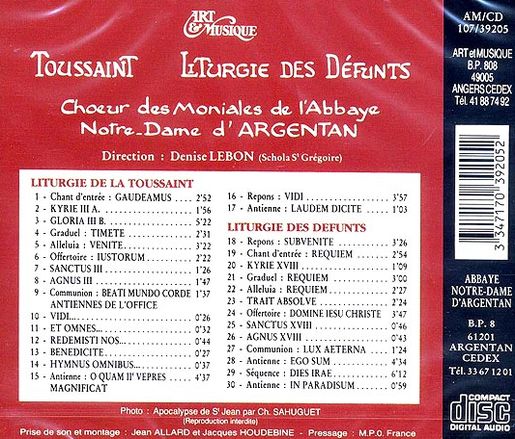 ART
& MUSIQUE
TOUSSAINT LITURGIE DES DÉFUNTS
Choeur des Moniales de l'Abbaye
Notre-Dame d'ARGENTAN
Direction : Denise LEBON (Schola St Grégoire)
LITURGIE DE LA TOUSSAINT
1 - Chant d'entrée : GAUDEAMUS .... 2'52
2 - KYRIE III A. .... 1'56
3 - GLORIA III B. .... 5'22
4 - Graduel : TIMETE .... 2'31
5 - Alleluia : VENITE .... 2'35
6 - Offertoire : IUSTORUM .... 2'22
7 - SANCTUS III .... 1'26
8 - AGNUS III .... 1'47
9 - Communion : BEATI MUNDO CORDE 1'37
ANTIENNES DE L'OFFICE
10 - VIDI... .... 0'26
11 - ET OMNES... .... 0'32
12 - REDEMISTI NOS... .... 0'34
13 - BENEDICITE .... 0'27
14 - HYMNUS OMNIBUS... .... 0'37
15 - Antienne : O QUAM IIe VEPRES 4'37
MAGNIFICAT
16 - Repons : VIDI .... 3'57
17 - Antienne : LAUDEM DICITE .... 1'03
LITURGIE DES DEFUNTS
18 - Repons : SUBVENITE .... 3'26
19 - Chant d'entrée : REQUIEM .... 2'54
20 - KYRIE XVIII .... 1'09
21 - Graduel : REQUIEM .... 3'00
22 - Alleluia : REQUIEM .... 2'27
23 - TRAIT ABSOLVE .... 2'24
24 - Offertoire : DOMINE IESU CHRISTE 3'47
25 - SANCTUS XVIII .... 0'46
26 - AGNUS XVIII .... 0'43
27 - Communion : LUX AETERNA .... 1'24
28 - Antienne : EGO SUM .... 4'34
29 - Séquence : DIES IRAE .... 6'12
30 - Antienne : IN PARADISUM .... 0'59
Photo : Apocalypse de St Jean par Ch. SAHUGUET
(Reproduction interdite)
Prise de son et montage : Jean ALLARD et Jacques HOUDEBINE - Pressage : M.P.O. France
AM/CD
107/39205
ART et MUSIQUE
B.P. 808
49005
ANGERS CEDEX
Tél. 41 88 74 92
3 347170 392052
ABBAYE
NOTRE-DAME
D'ARGENTAN
B.P. 8
61201
ARGENTAN
CEDEX
Tél. 33 67 12 01
COMPACT
disc
DIGITAL AUDIO